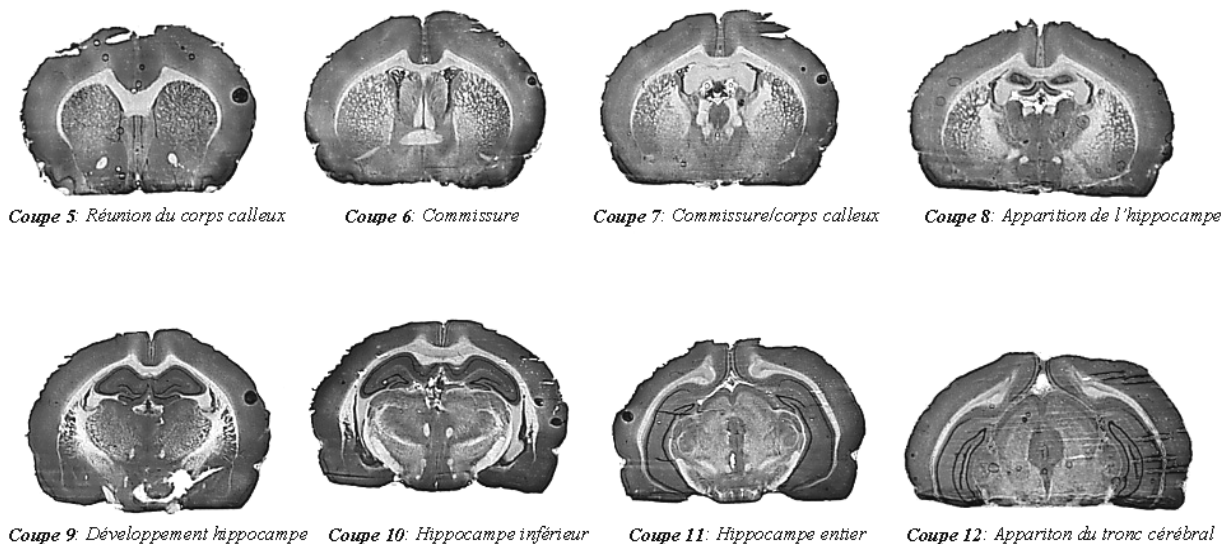 Coupe 5: Réunion du corps calleux
Coupe 6: Commissure
Coupe 7: Commissure/corps calleux
Coupe 8: Apparition de l'hippocampe
Coupe 9: Développement hippocampe
Coupe 10: Hippocampe inférieur
Coupe 11: Hippocampe entier
Coupe 12: Appariton du tronc cérébral